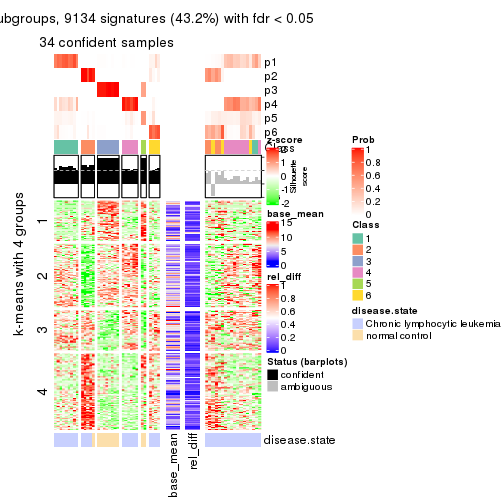 ubgroups, 9134 signatures (43.2%) with fdr < 0.05
34 confident samples
p1
p2
p3
p4
p5
p6
Class
1
0.5
0
Silhouette
score
k-means with 4 groups
1
2
3
4
base_mean
rel_diff
disease.state
z-score
2
1
0
-1
-2
base_mean
15
10
5
0
rel_diff
1
0.8
0.6
0.4
0.2
0
Status (barplots)
confident
ambiguous
Prob
1
0.8
0.6
0.4
0.2
0
Class
1
2
3
4
5
6
disease.state
Chronic lymphocytic leukemia
normal control